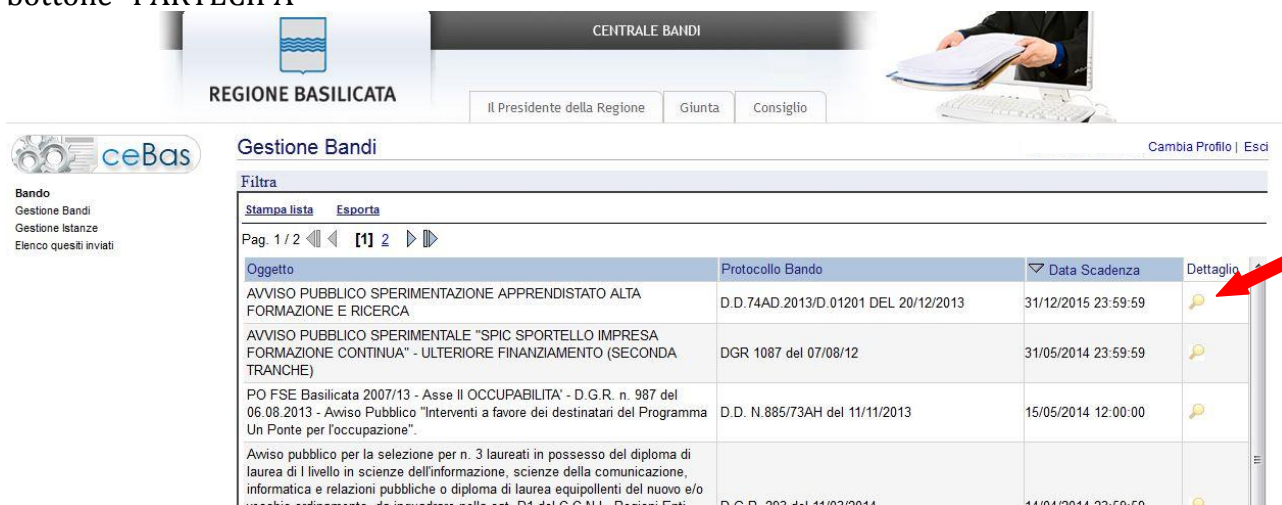 bottone "PARTECIPA"
CENTRALE BANDI
REGIONE BASILICATA
Il Presidente della Regione Giunta Consiglio
ceBas
Gestione Bandi
Cambia Profilo | Esci
Bando
Gestione Bandi
Gestione Istanze
Elenco quesiti inviati
Filtra
Stampa lista Esporta
Pag. 1 / 2 [1] 2
Oggetto Protocollo Bando Data Scadenza Dettaglio
AVVISO PUBBLICO SPERIMENTAZIONE APPRENDISTATO ALTA
FORMAZIONE E RICERCA
D.D.74AD.2013/D.01201 DEL 20/12/2013 31/12/2015 23:59:59
AVVISO PUBBLICO SPERIMENTALE "SPIC SPORTELLO IMPRESA
FORMAZIONE CONTINUA" - ULTERIORE FINANZIAMENTO (SECONDA
TRANCHE)
DGR 1087 del 07/08/12 31/05/2014 23:59:59
PO FSE Basilicata 2007/13 - Asse II OCCUPABILITA' - D.G.R. n. 987 del
06.08.2013 - Avviso Pubblico "Interventi a favore dei destinatari del Programma
Un Ponte per l'occupazione".
D.D. N.885/73AH del 11/11/2013 15/05/2014 12:00:00
Avviso pubblico per la selezione per n. 3 laureati in possesso del diploma di
laurea di I livello in scienze dell'informazione, scienze della comunicazione,
informatica e relazioni pubbliche o diploma di laurea equipollenti del nuovo e/o